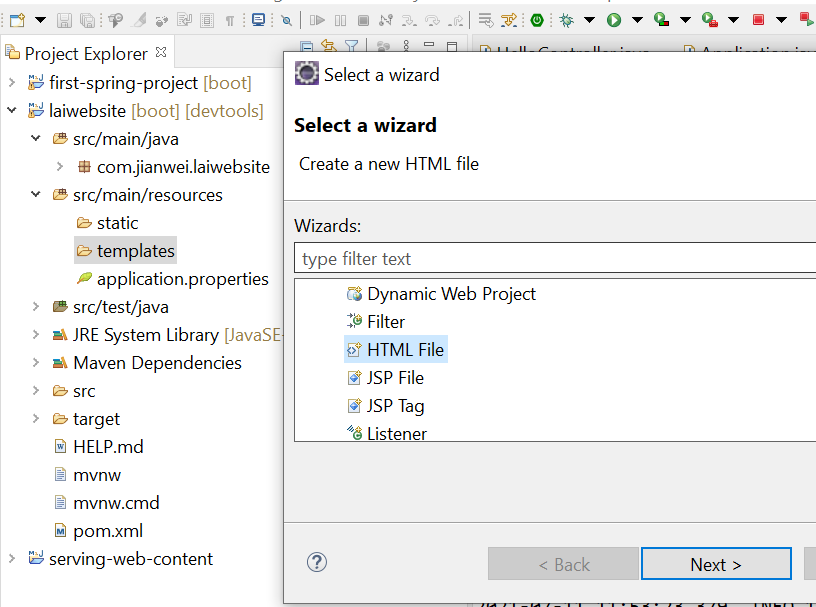 Project Explorer
first-spring-project [boot]
laiwebsite [boot] [devtools]
src/main/java
com.jianwei.laiwebsite
src/main/resources
static
templates
application.properties
src/test/java
JRE System Library [JavaSE-
Maven Dependencies
src
target
HELP.md
mvnw
mvnw.cmd
pom.xml
serving-web-content
Select a wizard
Select a wizard
Create a new HTML file
Wizards:
type filter text
Dynamic Web Project
Filter
HTML File
JSP File
JSP Tag
Listener
< Back
Next >